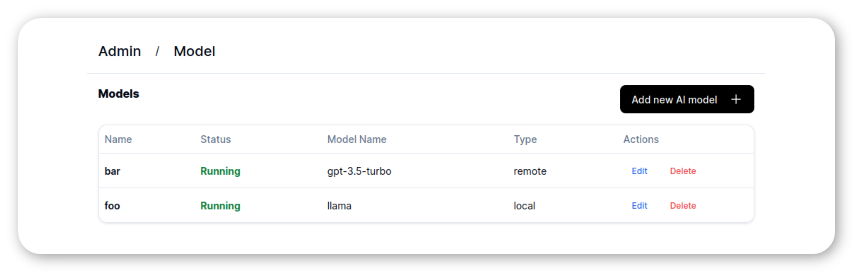 Admin / Model
Models
Add new AI model +
Name Status Model Name Type Actions
bar Running gpt-3.5-turbo remote Edit Delete
foo Running llama local Edit Delete